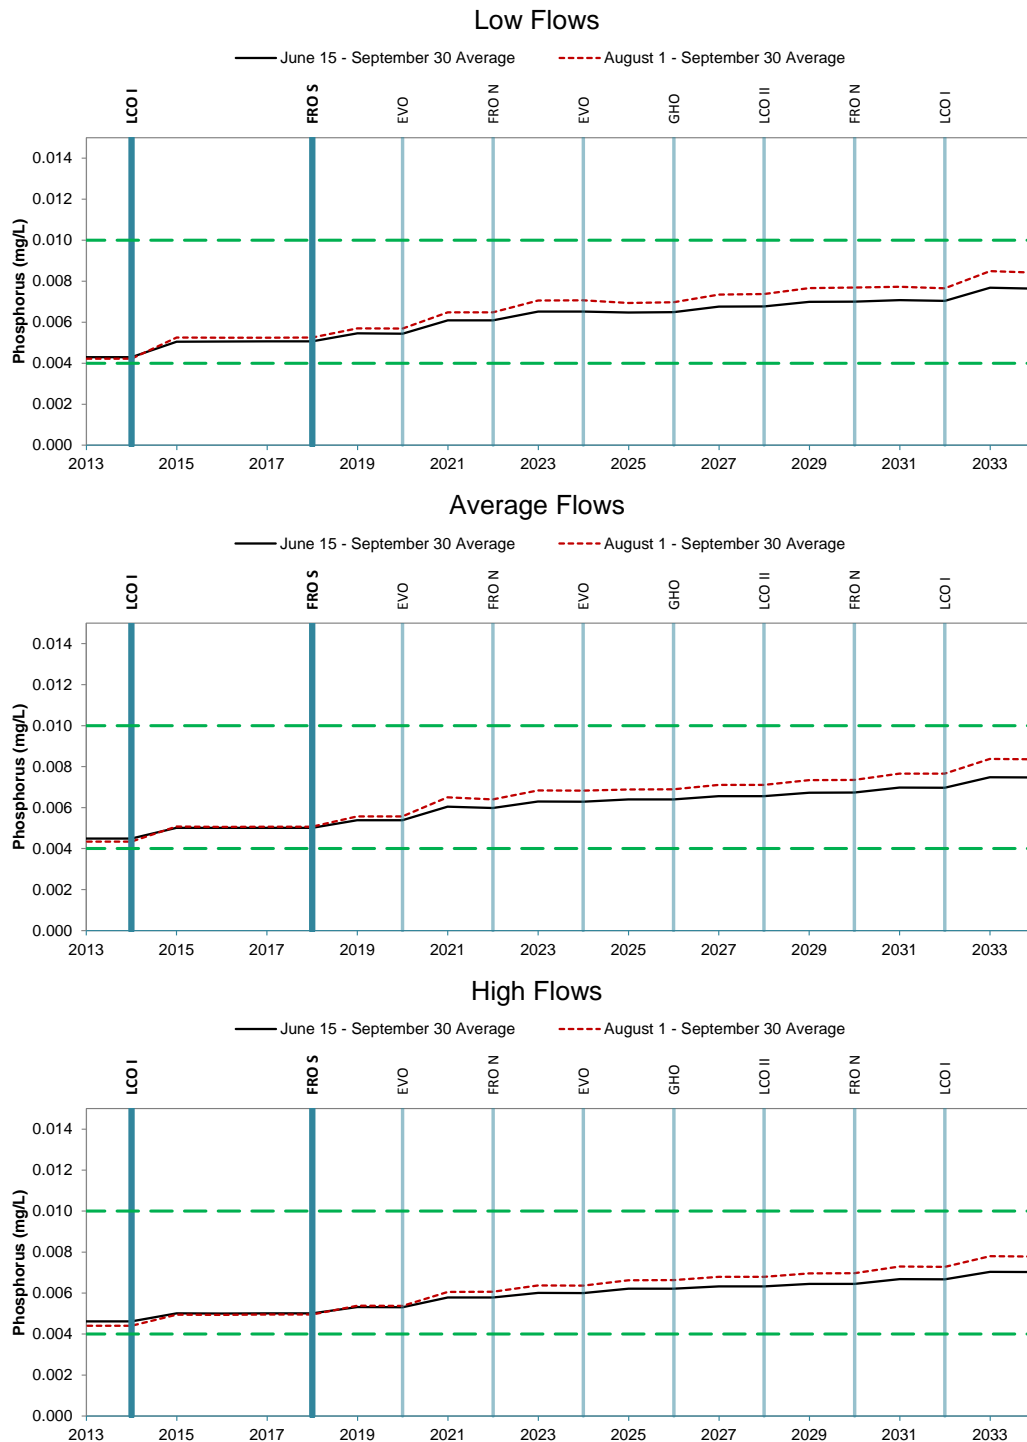 Low Flows
June 15 - September 30 Average August 1 - September 30 Average
LCO I FRO S EVO FRO N EVO GHO LCO II FRO N LCO I
Phosphorus (mg/L)
0.014
0.012
0.010
0.008
0.006
0.004
0.002
0.000
2013 2015 2017 2019 2021 2023 2025 2027 2029 2031 2033
Average Flows
June 15 - September 30 Average August 1 - September 30 Average
LCO I FRO S EVO FRO N EVO GHO LCO II FRO N LCO I
Phosphorus (mg/L)
0.014
0.012
0.010
0.008
0.006
0.004
0.002
0.000
2013 2015 2017 2019 2021 2023 2025 2027 2029 2031 2033
High Flows
June 15 - September 30 Average August 1 - September 30 Average
LCO I FRO S EVO FRO N EVO GHO LCO II FRO N LCO I
Phosphorus (mg/L)
0.014
0.012
0.010
0.008
0.006
0.004
0.002
0.000
2013 2015 2017 2019 2021 2023 2025 2027 2029 2031 2033